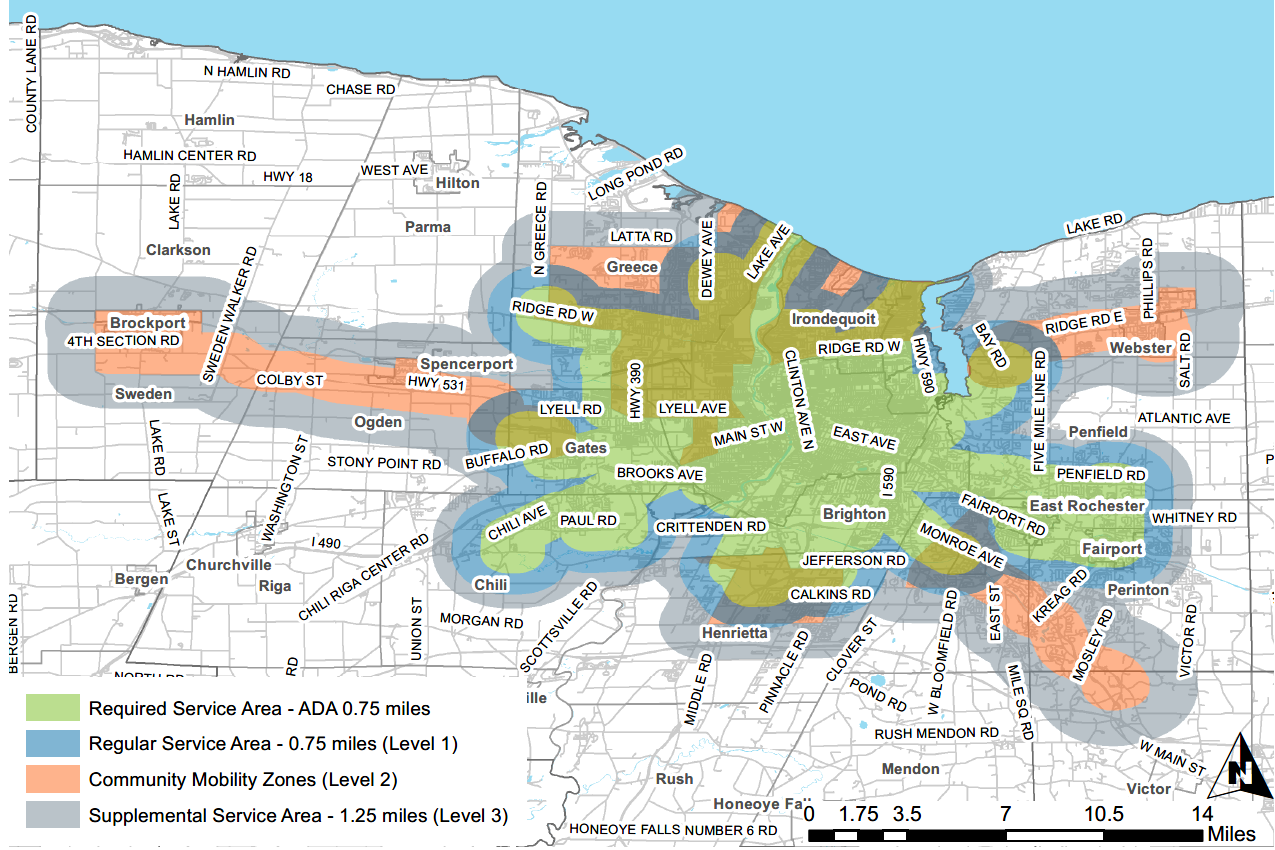 COUNTY LANE RD
N HAMLIN RD
CHASE RD
Hamlin
HAMLIN CENTER RD
WEST AVE
HWY 18
Hilton
LONG POND RD
LAKE RD
N GREECE RD
Parma
LATTA RD
DEWEY AVE
LAKE AVE
LAKE RD
PHILLIPS RD
Clarkson
Greece
SWEDEN WALKER RD
RIDGE RD W
Irondequoit
RIDGE RD E
Brockport
4TH SECTION RD
BAY RD
Webster
RIDGE RD W
HWY 590
SALT RD
Spencerport
COLBY ST
HWY 531
HWY 390
CLINTON AVE N
FIVE MILE LINE RD
Sweden
LYELL RD
LYELL AVE
Ogden
MAIN ST W
EAST AVE
ATLANTIC AVE
Penfield
LAKE RD
BUFFALO RD
Gates
STONY POINT RD
WASHINGTON ST
BROOKS AVE
I 590
PENFIELD RD
P
LAKE ST
CHILI AVE
PAUL RD
CRITTENDEN RD
Brighton
FAIRPORT RD
East Rochester
WHITNEY RD
I 490
MONROE AVE
Fairport
Churchville
CHILI RIGA CENTER RD
JEFFERSON RD
Bergen
Riga
Chili
CALKINS RD
KREAG RD
Perinton
BERGEN RD
UNION ST
MORGAN RD
SCOTTSVILLE RD
Henrietta
EAST ST
MOSLEY RD
VICTOR RD
NORTH RD
RD
MIDDLE RD
PINNACLE RD
CLOVER ST
POND RD
W BLOOMFIELD RD
MILE SQ RD
ville
RUSH MENDON RD
W MAIN ST
Rush
Mendon
Victor
Honeoye Fall
HONEOYE FALLS NUMBER 6 RD
Required Service Area - ADA 0.75 miles
Regular Service Area - 0.75 miles (Level 1)
Community Mobility Zones (Level 2)
Supplemental Service Area - 1.25 miles (Level 3)
N
0 1.75 3.5 7 10.5 14
Miles